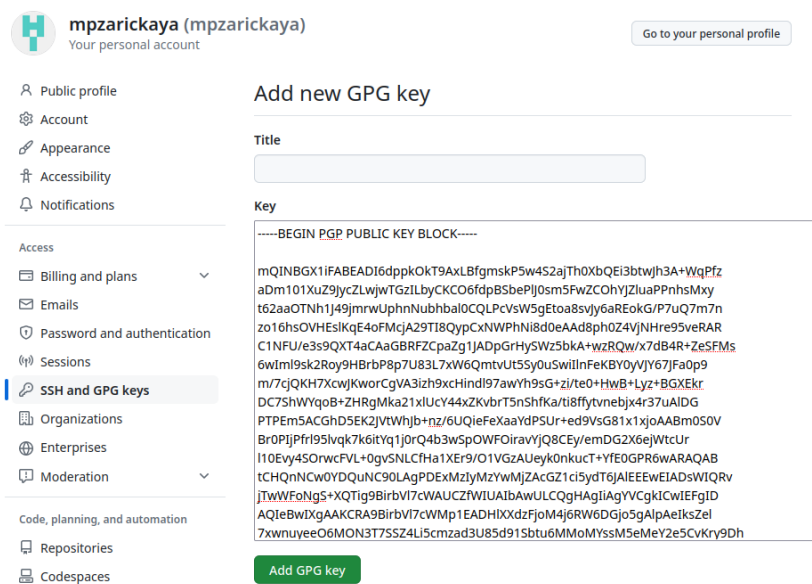 mpzarickaya (mpzarickaya)
Your personal account
Go to your personal profile
Public profile
Account
Appearance
Accessibility
Notifications
Access
Billing and plans
Emails
Password and authentication
Sessions
SSH and GPG keys
Organizations
Enterprises
Moderation
Code, planning, and automation
Repositories
Codespaces
Add new GPG key
Title
Key
-----BEGIN PGP PUBLIC KEY BLOCK-----
mQINBGX1iFABEADI6dppkOkT9AxLBfgmskP5w4S2ajTh0XbQEi3btwJh3A+WqPfz
aDm101XuZ9JycZLwjwTGzILbyCKCO6fdpBSbePlJ0sm5FwZCOhYJZluaPPnhsMxy
t62aaOTNh1J49jmrwUphnNubhbal0CQLPcVsW5gEtoa8svJy6aREokG/P7uQ7m7n
zo16hsOVHEslKqE4oFMcjA29TI8QypCxNWPhNi8d0eAAd8ph0Z4VjNHre95veRAR
C1NFU/e3s9QXT4aCAaGBRFZCpaZg1JADpGrHySWz5bkA+wzRQw/x7dB4R+ZeSFMs
6wIml9sk2Roy9HBrbP8p7U83L7xW6QmtvUt5Sy0uSwiIlnFeKBY0yVJY67JFa0p9
m/7cjQKH7XcwJKworCgVA3izh9xcHindl97awYh9sG+zi/te0+HwB+Lyz+BGXEkr
DC7ShWYqoB+ZHRgMka21xlUcY44xZKvbrT5nShfKa/ti8ffytvnebjx4r37uAlDG
PTPEm5ACGhD5EK2JVtWhJb+nz/6UQieFeXaaYdPSUr+ed9VsG81x1xjoAABm0S0V
Br0PIjPfrl95lvqk7k6itYq1j0rQ4b3wSpOWFOiravYjQ8CEy/emDG2X6ejWtcUr
l10Evy4SOrwcFVL+0gvSNLCfHa1XEr9/O1VGzAUeyk0nkucT+YfE0GPR6wARAQAB
tCHQnNCw0YDQuNC90LAgPDExMzIyMzYwMjZAcGZ1ci5ydT6JAlEEEwEIADsWIQRv
jTwWFoNgS+XQTig9BirbVl7cWAUCZfWIUAIbAwULCQgHAgIiAgYVCgkICwIEFgID
AQIeBwIXgAAKCRA9BirbVl7cWMp1EADHlXXdzFjoM4j6RW6DGjo5gAlpAeIksZel
7xwnuyeeO6MON3T7SSZ4Li5cmzad3U85d91Sbtu6MMoMYssM5eMeY2e5CvKry9Dh
Add GPG key